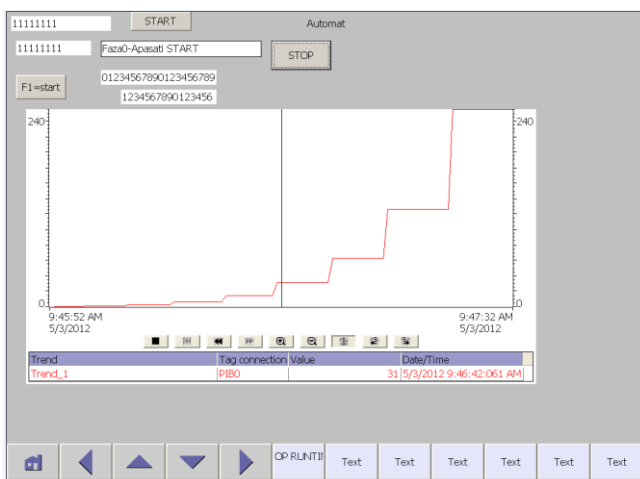 11111111 START Automat
11111111 Faza0-Apasati START STOP
01234567890123456789
F1=start
1234567890123456
240 240
0 0
9:45:52 AM 9:47:32 AM
5/3/2012 5/3/2012
Trend Tag connection Value Date/Time
Trend_1 PIB0 31 5/3/2012 9:46:42:061 AM
OP RUNTI Text Text Text Text Text Text